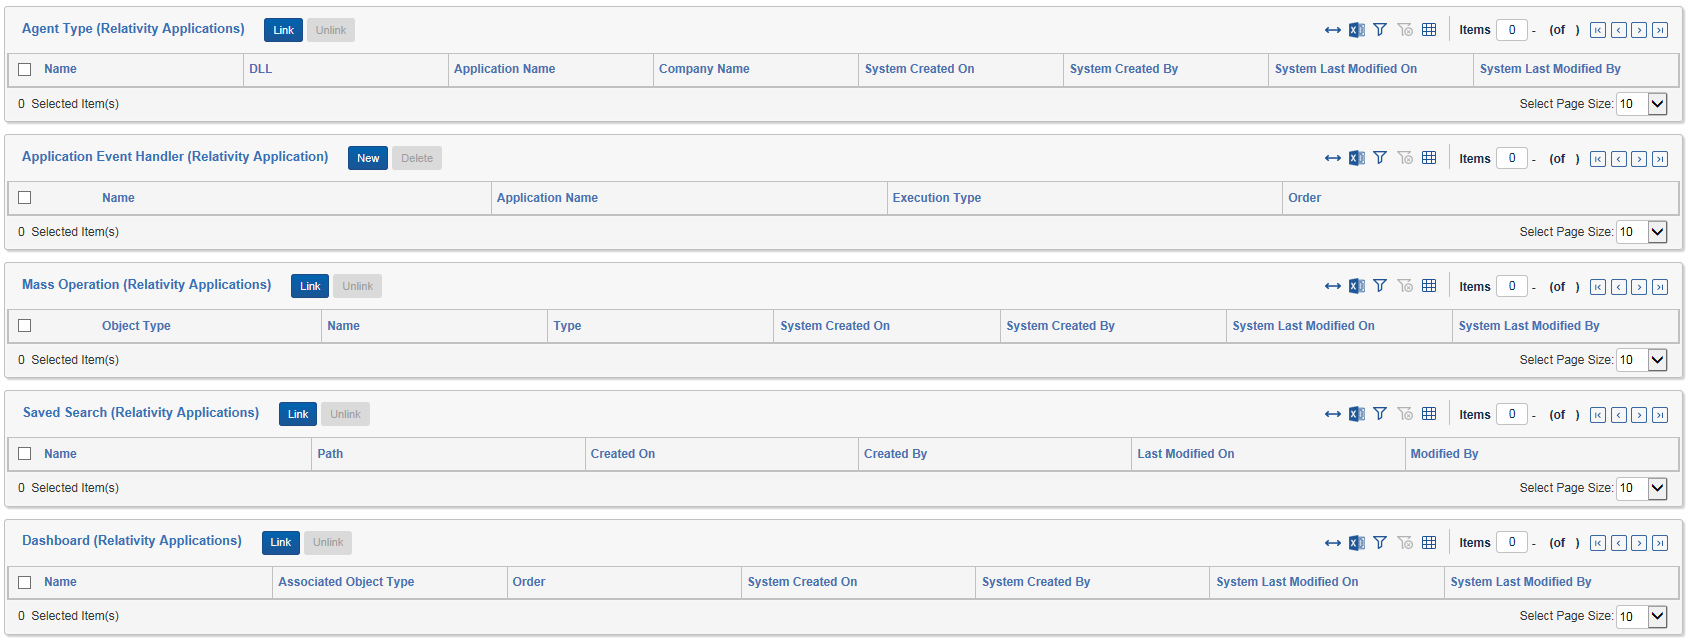 Agent Type (Relativity Applications) Link Unlink Items 0 - (of )
Name DLL Application Name Company Name System Created On System Created By System Last Modified On System Last Modified By
0 Selected Item(s) Select Page Size: 10
Application Event Handler (Relativity Application) New Delete Items 0 - (of )
Name Application Name Execution Type Order
0 Selected Item(s) Select Page Size: 10
Mass Operation (Relativity Applications) Link Unlink Items 0 - (of )
Object Type Name Type System Created On System Created By System Last Modified On System Last Modified By
0 Selected Item(s) Select Page Size: 10
Saved Search (Relativity Applications) Link Unlink Items 0 - (of )
Name Path Created On Created By Last Modified On Modified By
0 Selected Item(s) Select Page Size: 10
Dashboard (Relativity Applications) Link Unlink Items 0 - (of )
Name Associated Object Type Order System Created On System Created By System Last Modified On System Last Modified By
0 Selected Item(s) Select Page Size: 10